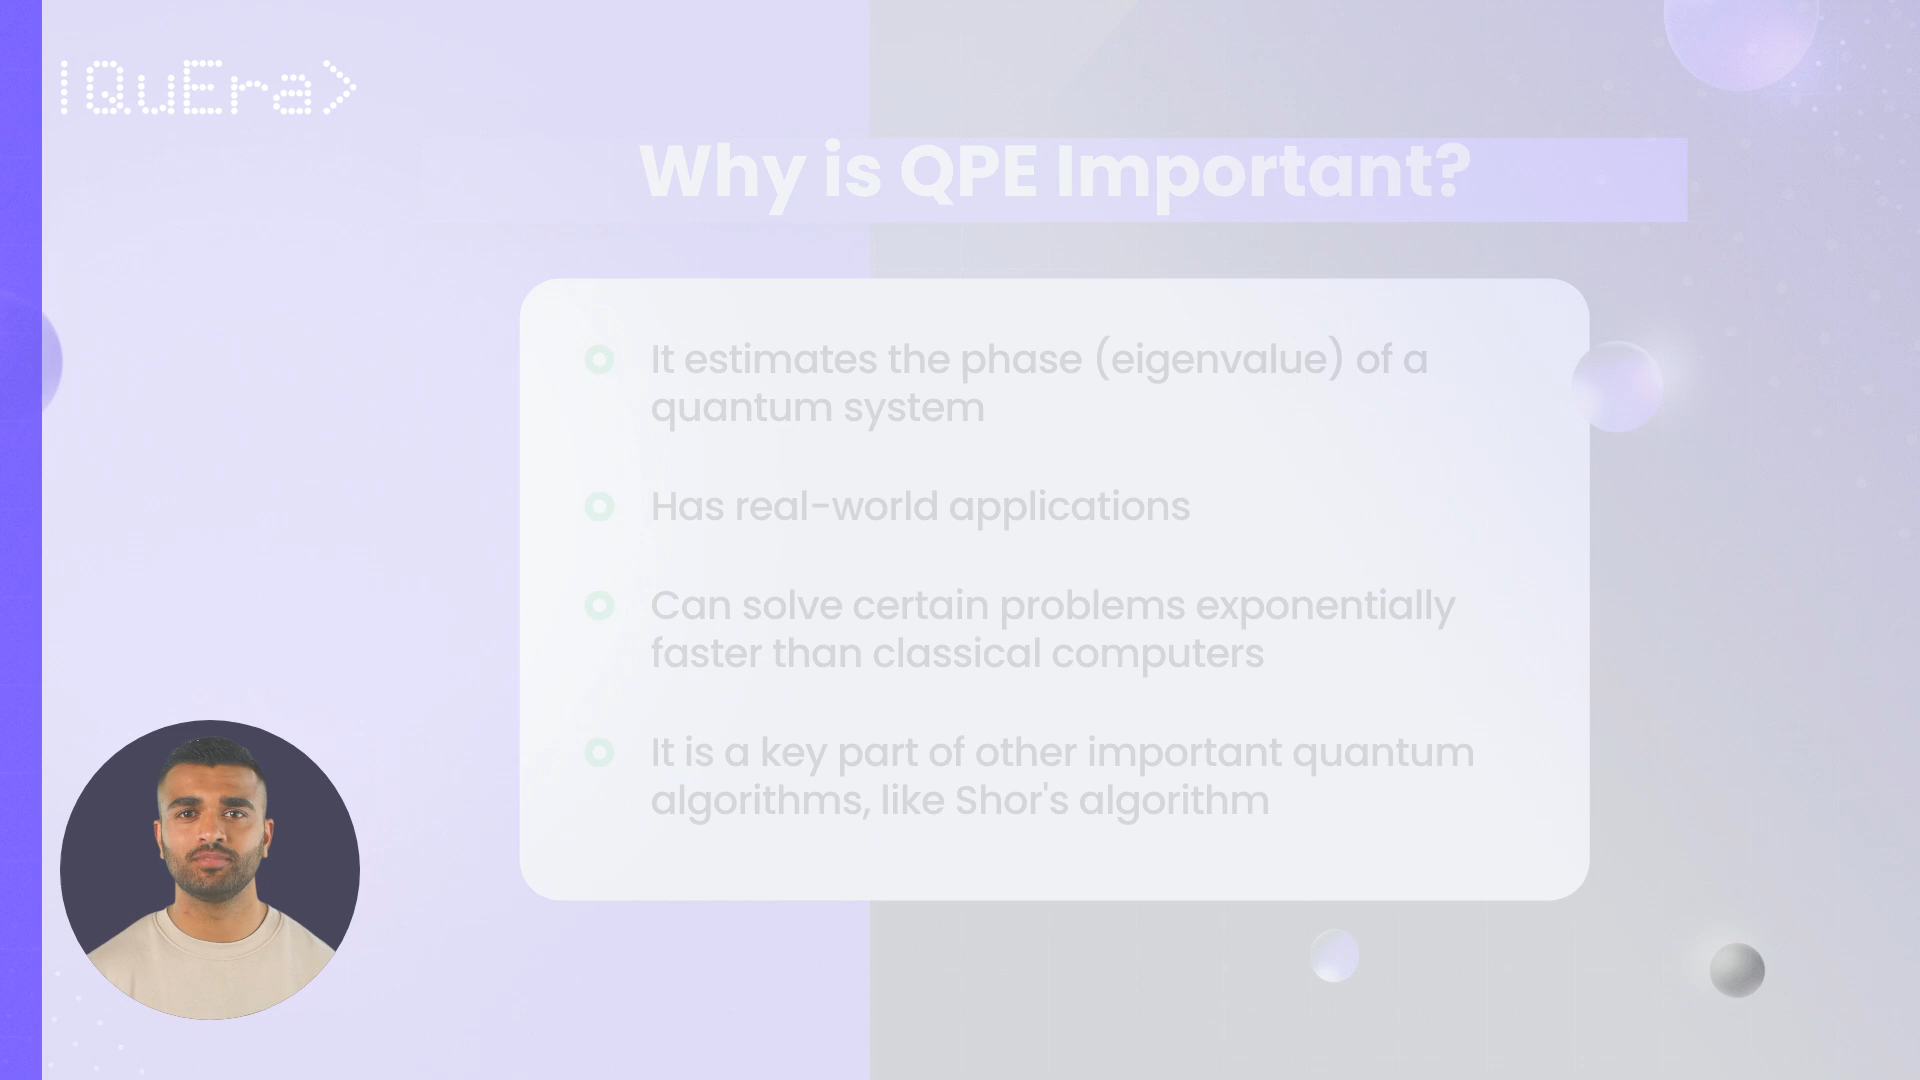 |QuEra>
Why is QPE Important?
It estimates the phase (eigenvalue) of a
quantum system
Has real-world applications
Can solve certain problems exponentially
faster than classical computers
It is a key part of other important quantum
algorithms, like Shor's algorithm